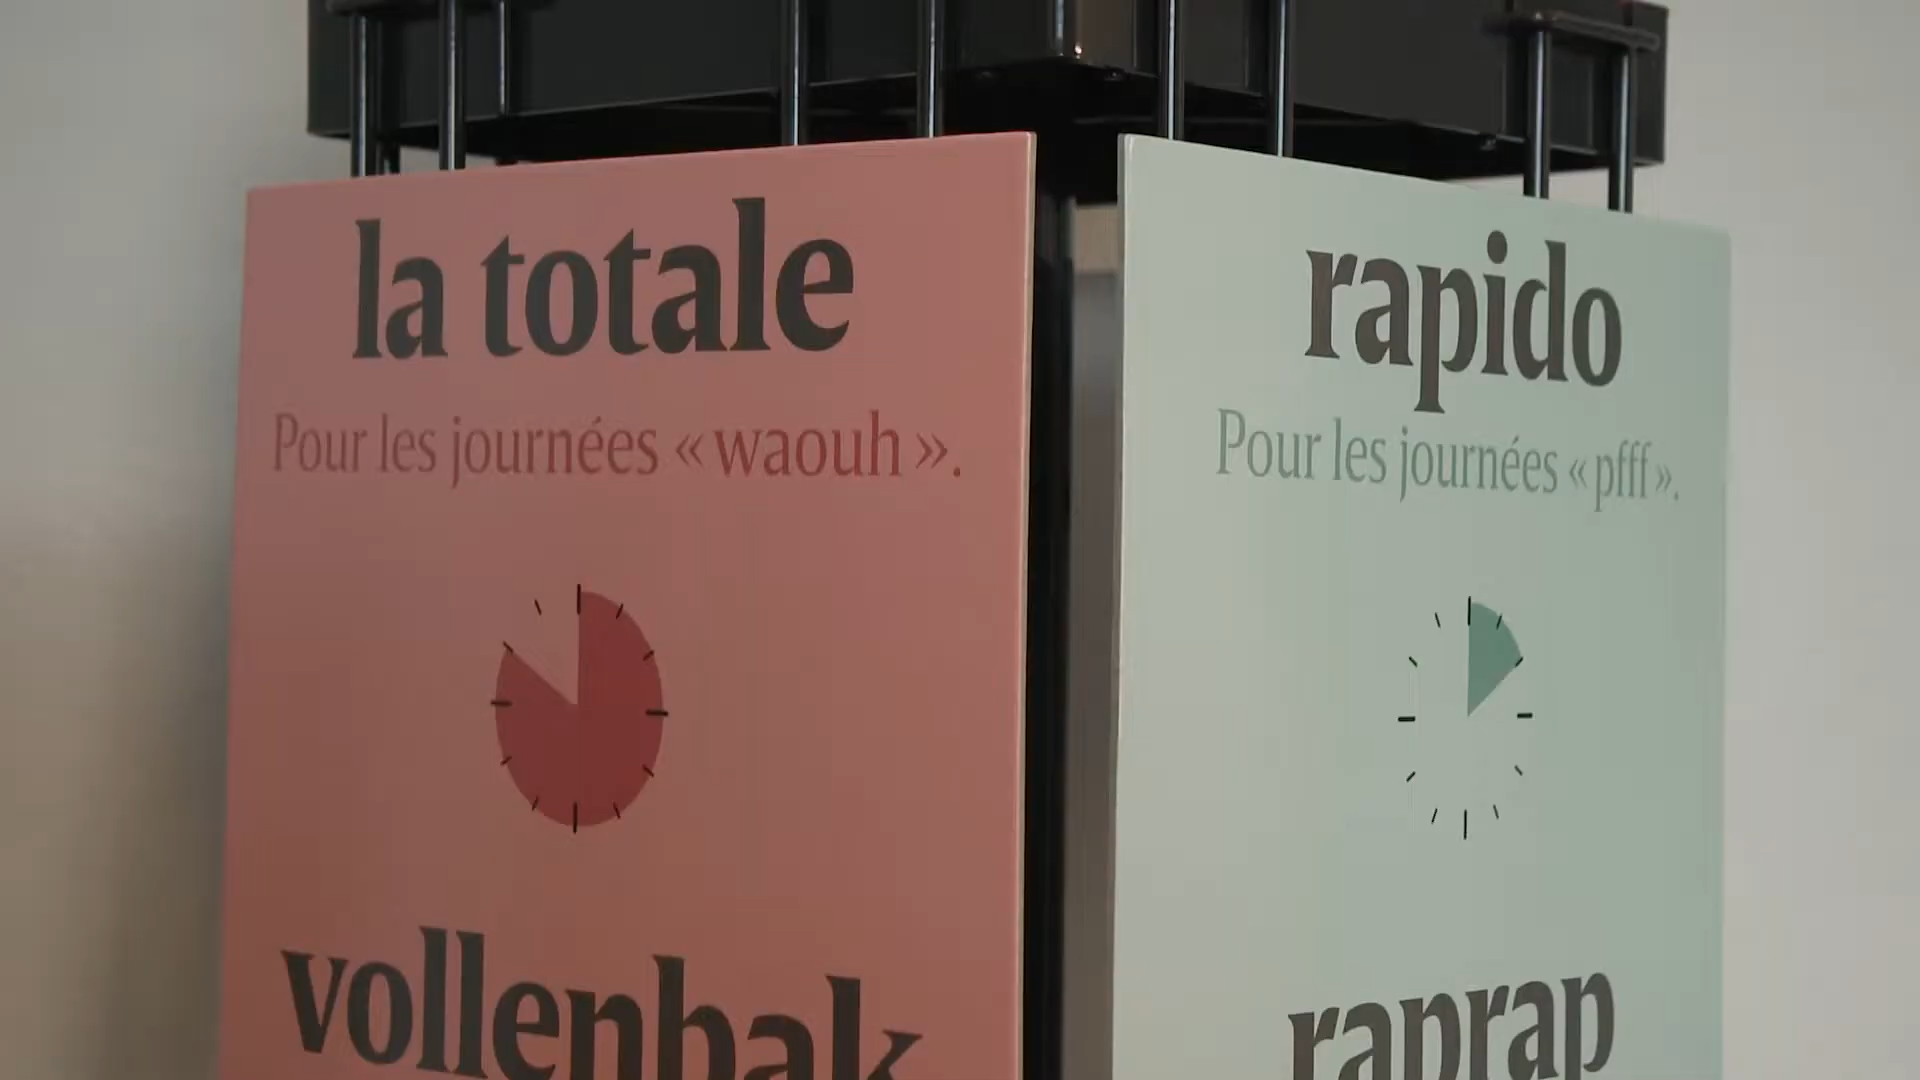 la totale
Pour les journées « waouh ».
vollenbak
rapido
Pour les journées « pfff ».
raprap